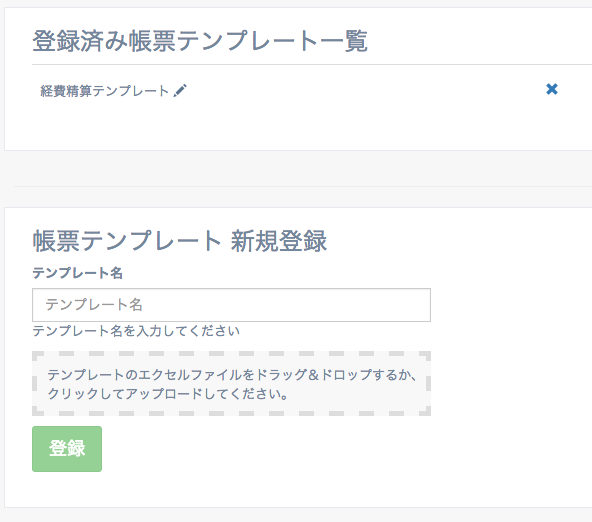 登録済み帳票テンプレート一覧
経費精算テンプレート
帳票テンプレート 新規登録
テンプレート名
テンプレート名
テンプレート名を入力してください
テンプレートのエクセルファイルをドラッグ＆ドロップするか、
クリックしてアップロードしてください。
登録